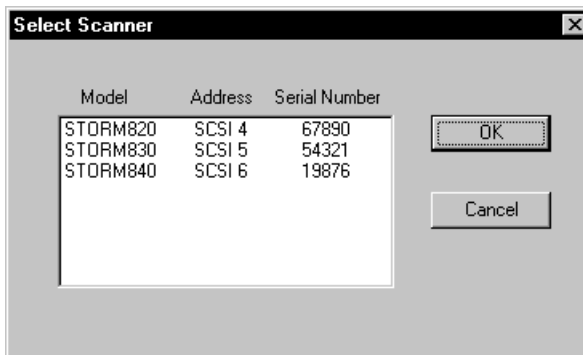 Select Scanner
Model Address Serial Number
STORM820 SCSI 4 67890
STORM830 SCSI 5 54321
STORM840 SCSI 6 19876
OK
Cancel